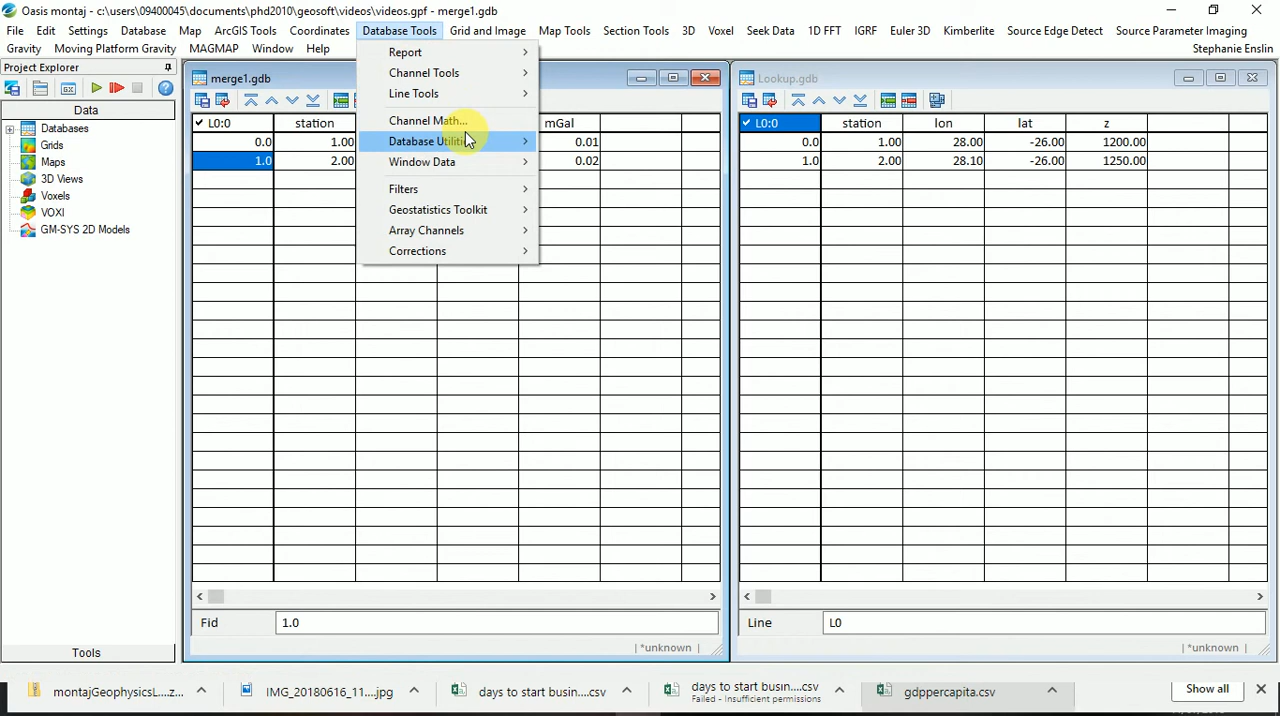 Oasis montaj - c:\users\09400045\documents\phd2010\geosoft\videos\videos.gpf - merge1.gdb
File Edit Settings Database Map ArcGIS Tools Coordinates Database Tools Grid and Image Map Tools Section Tools 3D Voxel Seek Data 1D FFT IGRF Euler 3D Kimberlite Source Edge Detection Source Parameter Imaging
Gravity Moving Platform Gravity MAGMAP Window Help Stephanie Enslin
Project Explorer
Data
Databases
Grids
Maps
3D Views
Voxels
VOXI
GM-SYS 2D Models
Tools
Report
Channel Tools
Line Tools
Channel Math...
Database Utiliti
Window Data
Filters
Geostatistics Toolkit
Array Channels
Corrections
merge1.gdb
L0:0 station mGal
0.0 1.00 0.01
1.0 2.00 0.02
Fid 1.0
*unknown
Lookup.gdb
L0:0 station lon lat z
0.0 1.00 28.00 -26.00 1200.00
1.0 2.00 28.10 -26.00 1250.00
Line L0
*unknown
montajGeophysicsL....z...
IMG_20180616_11....jpg
days to start busin....csv
days to start busin....csv
Failed - Insufficient permissions
gdppercapita.csv
Show all